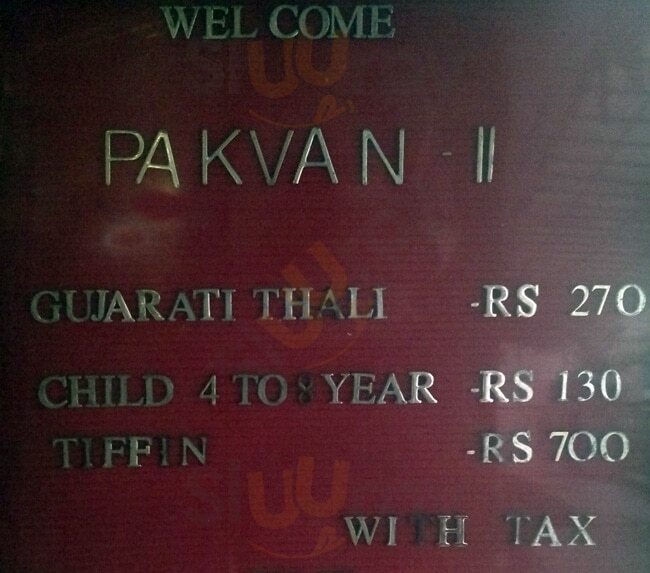 WEL COME
PAKVAN - II
GUJARATI THALI -RS 270
CHILD 4 TO 8 YEAR -RS 130
TIFFIN -RS 700
WITH TAX